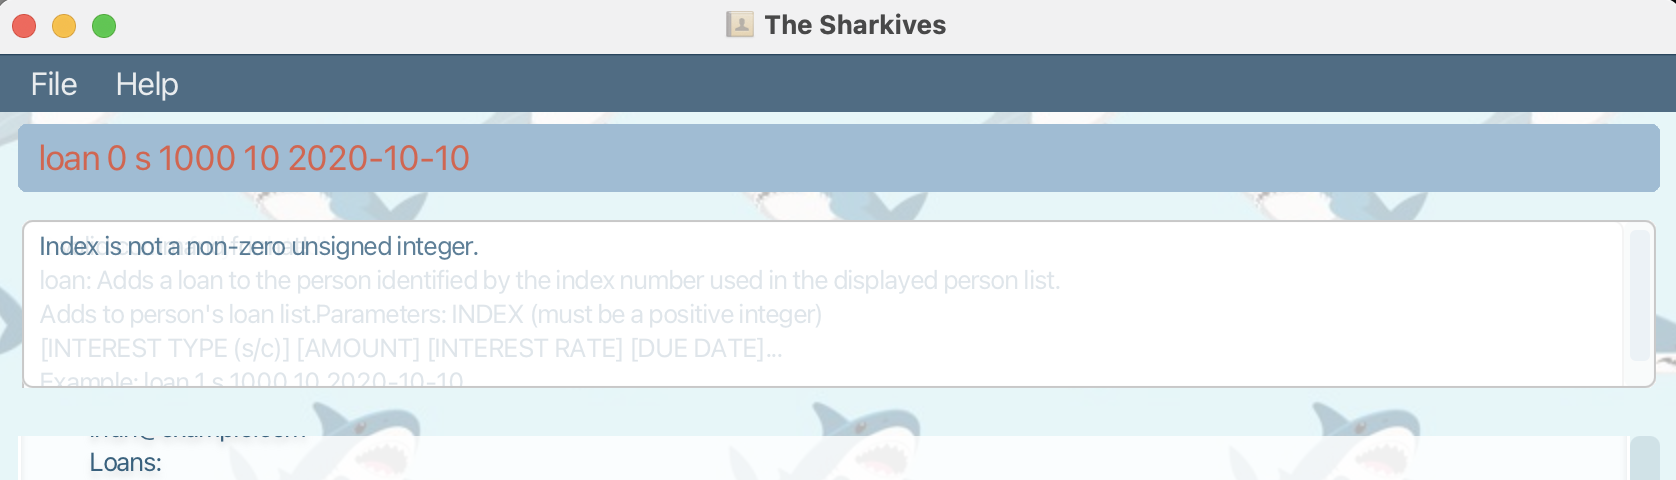 The Sharkives
File Help
loan 0 s 1000 10 2020-10-10
Index is not a non-zero unsigned integer.
loan: Adds a loan to the person identified by the index number used in the displayed person list.
Adds to person's loan list.Parameters: INDEX (must be a positive integer)
[INTEREST TYPE (s/c)] [AMOUNT] [INTEREST RATE] [DUE DATE]...
Example: loan 1 s 1000 10 2020-10-10
Loans: